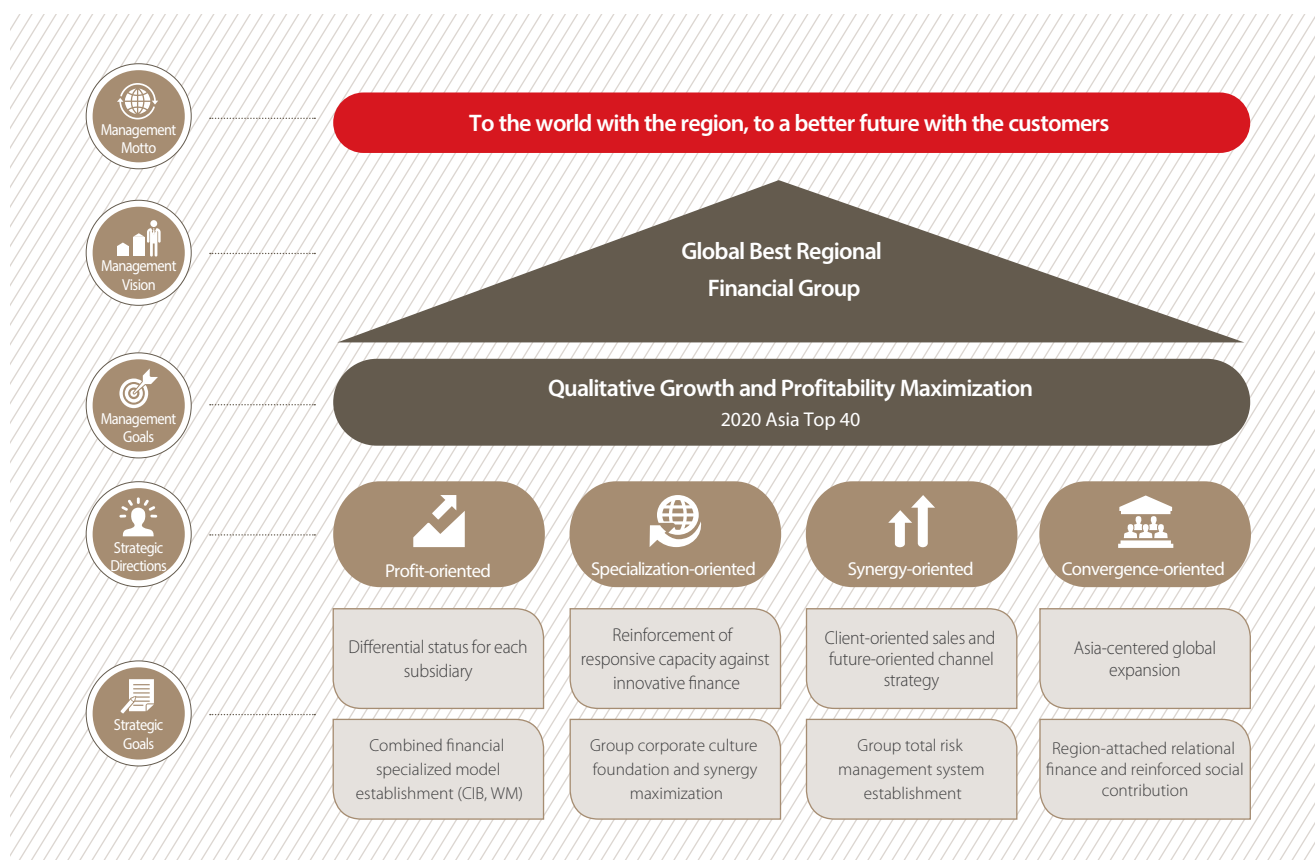 Management
Motto
To the world with the region, to a better future with the customers
Management
Vision
Global Best Regional
Financial Group
Management
Goals
Qualitative Growth and Profitability Maximization
2020 Asia Top 40
Strategic
Directions
Profit-oriented
Specialization-oriented
Synergy-oriented
Convergence-oriented
Strategic
Goals
Differential status for each
subsidiary
Reinforcement of
responsive capacity against
innovative finance
Client-oriented sales and
future-oriented channel
strategy
Asia-centered global
expansion
Combined financial
specialized model
establishment (CIB, WM)
Group corporate culture
foundation and synergy
maximization
Group total risk
management system
establishment
Region-attached relational
finance and reinforced social
contribution